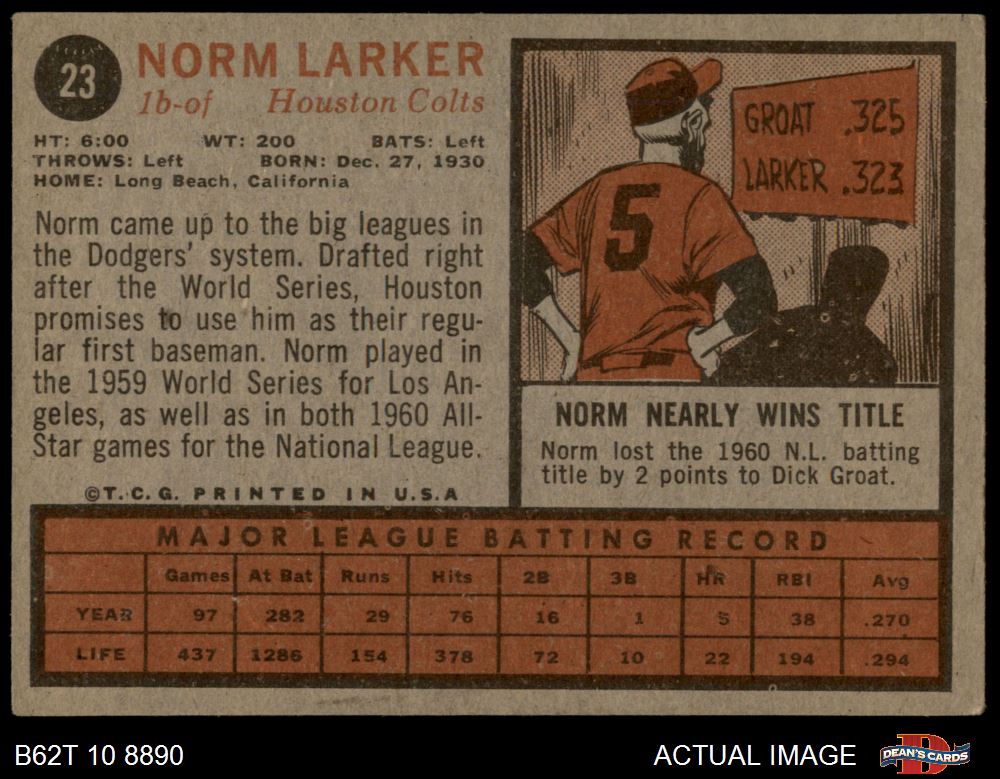 23
NORM LARKER
1b-of Houston Colts
HT: 6:00 WT: 200 BATS: Left
THROWS: Left BORN: Dec. 27, 1930
HOME: Long Beach, California
Norm came up to the big leagues in
the Dodgers' system. Drafted right
after the World Series, Houston
promises to use him as their regu-
lar first baseman. Norm played in
the 1959 World Series for Los An-
geles, as well as in both 1960 All-
Star games for the National League.
©T.C.G. PRINTED IN U.S.A
GROAT .325
LARKER .323
5
NORM NEARLY WINS TITLE
Norm lost the 1960 N.L. batting
title by 2 points to Dick Groat.
MAJOR LEAGUE BATTING RECORD
Games At Bat Runs Hits 2B 3B HR RBI Avg
YEAR 97 282 29 76 16 1 5 38 .270
LIFE 437 1286 154 378 72 10 22 194 .294
B62T 10 8890
ACTUAL IMAGE
DEAN'S CARDS